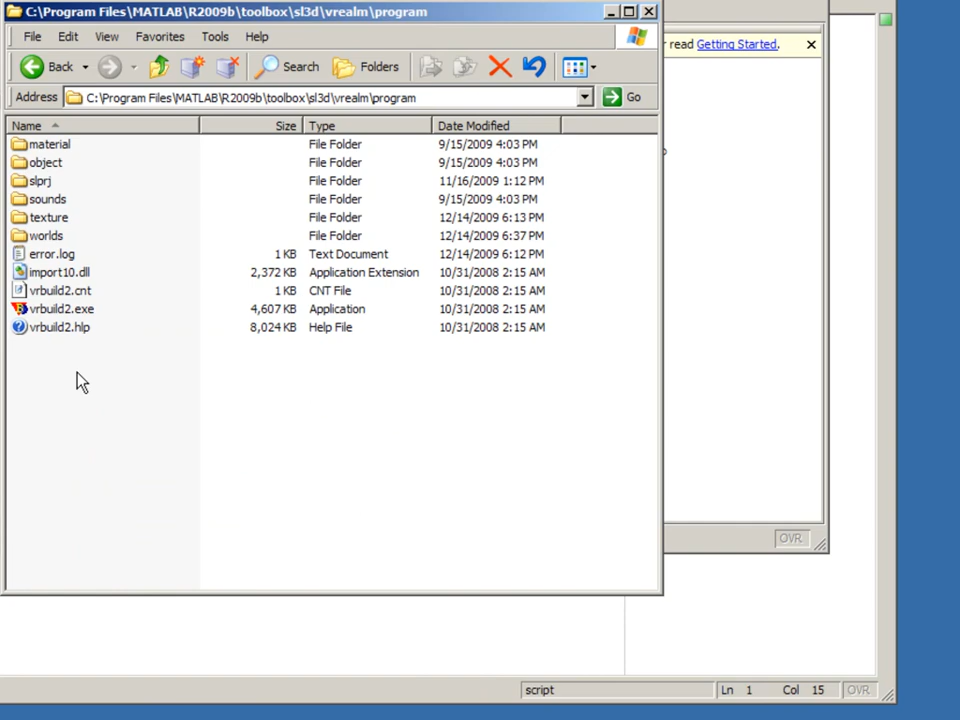 C:\Program Files\MATLAB\R2009b\toolbox\sl3d\vrealm\program
File Edit View Favorites Tools Help
r read Getting Started.
Back Search Folders
Address C:\Program Files\MATLAB\R2009b\toolbox\sl3d\vrealm\program Go
Name Size Type Date Modified
material File Folder 9/15/2009 4:03 PM
object File Folder 9/15/2009 4:03 PM
slprj File Folder 11/16/2009 1:12 PM
sounds File Folder 9/15/2009 4:03 PM
texture File Folder 12/14/2009 6:13 PM
worlds File Folder 12/14/2009 6:37 PM
error.log 1 KB Text Document 12/14/2009 6:12 PM
import10.dll 2,372 KB Application Extension 10/31/2008 2:15 AM
vrbuild2.cnt 1 KB CNT File 10/31/2008 2:15 AM
vrbuild2.exe 4,607 KB Application 10/31/2008 2:15 AM
vrbuild2.hlp 8,024 KB Help File 10/31/2008 2:15 AM
OVR
script Ln 1 Col 15 OVR